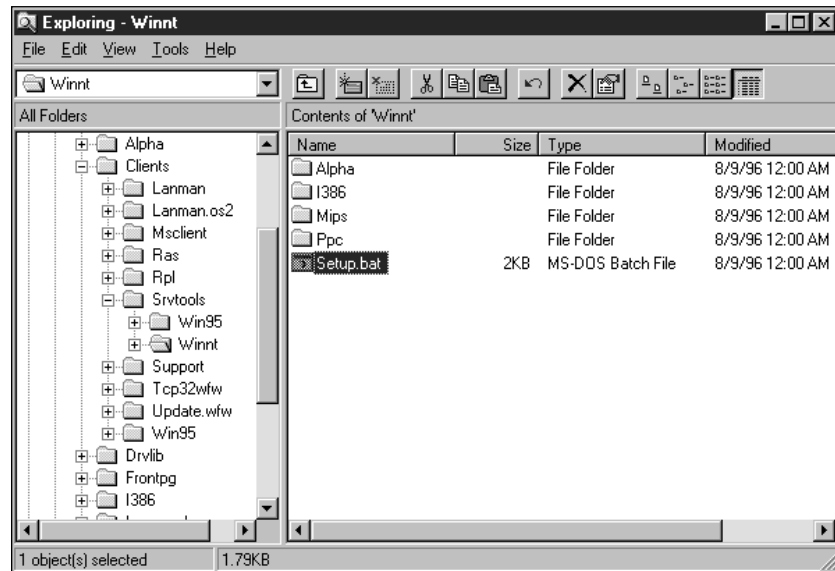 Exploring - Winnt
File Edit View Tools Help
Winnt
All Folders
Contents of 'Winnt'
Alpha
Clients
Lanman
Lanman.os2
Msclient
Ras
Rpl
Srvtools
Win95
Winnt
Support
Tcp32wfw
Update.wfw
Win95
Drvlib
Frontpg
I386
Name Size Type Modified
Alpha File Folder 8/9/96 12:00 AM
I386 File Folder 8/9/96 12:00 AM
Mips File Folder 8/9/96 12:00 AM
Ppc File Folder 8/9/96 12:00 AM
Setup.bat 2KB MS-DOS Batch File 8/9/96 12:00 AM
1 object(s) selected 1.79KB